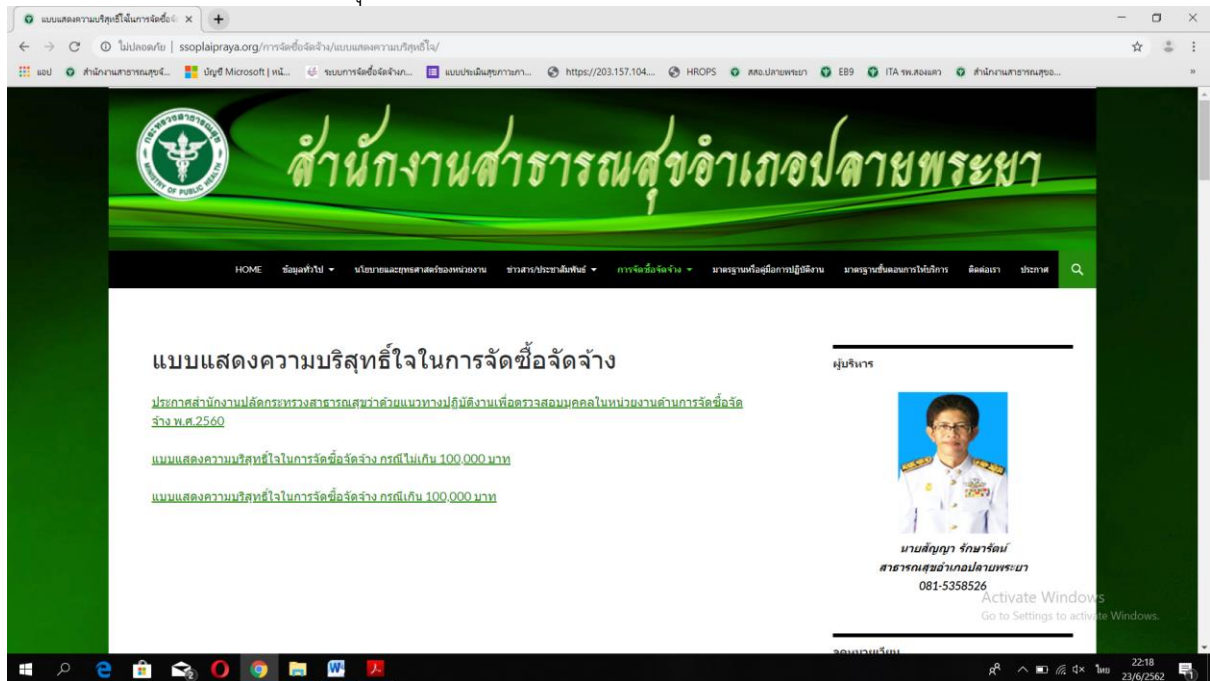 แบบแสดงความบริสุทธิ์ใจในการจัดซื้อจ
ไม่ปลอดภัย | ssoplaipraya.org/การจัดซื้อจัดจ้าง/แบบแสดงความบริสุทธิ์ใจ/
แอป สำนักงานสาธารณสุขจั... บัญชี Microsoft | หน้... ระบบการจัดซื้อจัดจ้างภ... แบบประเมินสุขภาวะภา... https://203.157.104.... HROPS สสอ.ปลายพระยา EB9 ITA รพ.สองแคว สำนักงานสาธารณสุขอ... »
กระทรวงสาธารณสุข
MINISTRY OF PUBLIC HEALTH
สำนักงานสาธารณสุขอำเภอปลายพระยา
HOME ข้อมูลทั่วไป นโยบายและยุทธศาสตร์ของหน่วยงาน ข่าวสาร/ประชาสัมพันธ์ การจัดซื้อจัดจ้าง มาตรฐานหรือคู่มือการปฏิบัติงาน มาตรฐานขั้นตอนการให้บริการ ติดต่อเรา ประกาศ
แบบแสดงความบริสุทธิ์ใจในการจัดซื้อจัดจ้าง
ประกาศสำนักงานปลัดกระทรวงสาธารณสุขว่าด้วยแนวทางปฏิบัติงานเพื่อตรวจสอบบุคคลในหน่วยงานด้านการจัดซื้อจัด
จ้าง พ.ศ.2560
แบบแสดงความบริสุทธิ์ใจในการจัดซื้อจัดจ้าง กรณีไม่เกิน 100,000 บาท
แบบแสดงความบริสุทธิ์ใจในการจัดซื้อจัดจ้าง กรณีเกิน 100,000 บาท
ผู้บริหาร
นายสัญญา รักษารัตน์
สาธารณสุขอำเภอปลายพระยา
081-5358526
จดหมายเวียน
Activate Windows
Go to Settings to activate Windows.
ไทย
22:18
23/6/2562